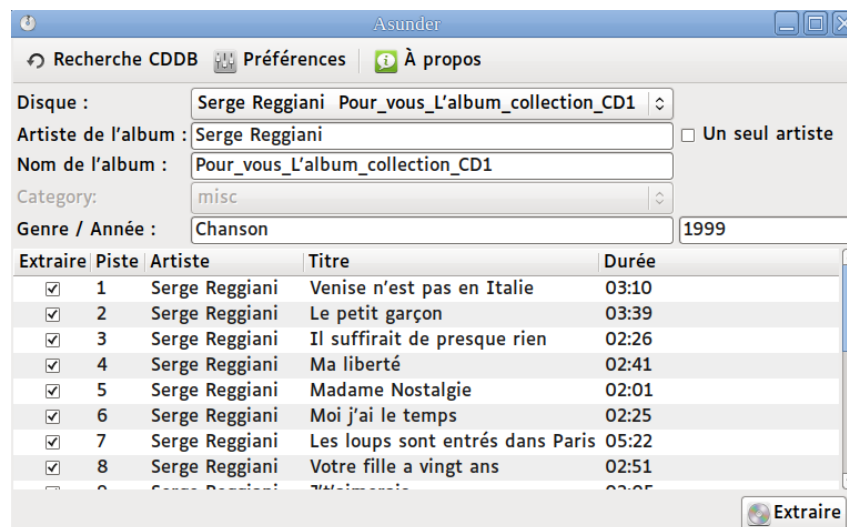 Asunder
Recherche CDDB Préférences À propos
Disque : Serge Reggiani Pour_vous_L'album_collection_CD1
Artiste de l'album : Serge Reggiani Un seul artiste
Nom de l'album : Pour_vous_L'album_collection_CD1
Category: misc
Genre / Année : Chanson 1999
Extraire Piste Artiste Titre Durée
1 Serge Reggiani Venise n'est pas en Italie 03:10
2 Serge Reggiani Le petit garçon 03:39
3 Serge Reggiani Il suffirait de presque rien 02:26
4 Serge Reggiani Ma liberté 02:41
5 Serge Reggiani Madame Nostalgie 02:01
6 Serge Reggiani Moi j'ai le temps 02:25
7 Serge Reggiani Les loups sont entrés dans Paris 05:22
8 Serge Reggiani Votre fille a vingt ans 02:51
Serge Reggiani
Extraire